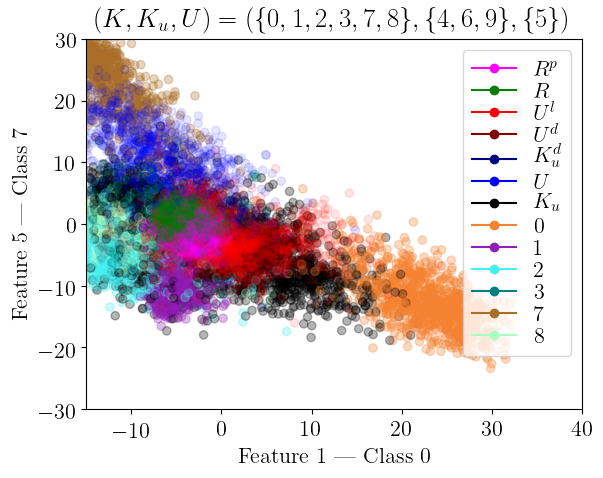 (K, K_u, U) = ({0, 1, 2, 3, 7, 8}, {4, 6, 9}, {5})
30
20
10
0
−10
−20
−30
Feature 5 — Class 7
R^p
R
U^l
U^d
K_u^d
U
K_u
0
1
2
3
7
8
−10
0
10
20
30
40
Feature 1 — Class 0